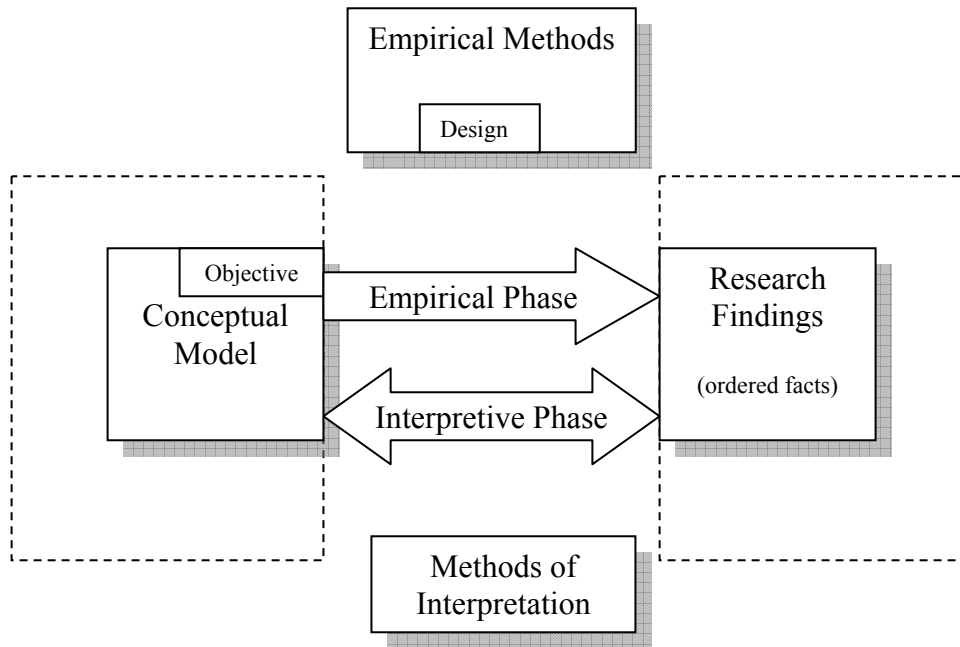 Empirical Methods
Design
Objective
Conceptual
Model
Empirical Phase
Research
Findings
(ordered facts)
Interpretive Phase
Methods of
Interpretation